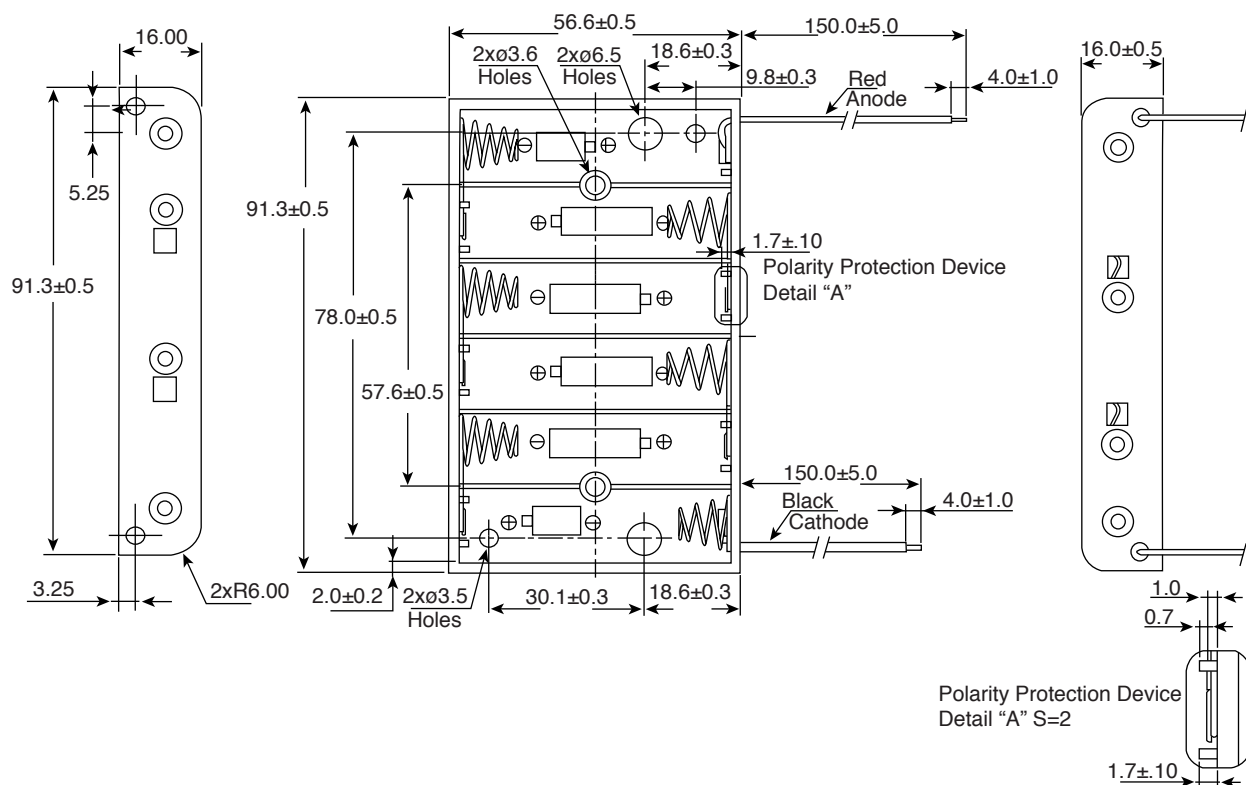 56.6±0.5
150.0±5.0
16.00
2xø3.6
Holes
2xø6.5
Holes
18.6±0.3
16.0±0.5
9.8±0.3
Red
Anode
4.0±1.0
5.25
91.3±0.5
1.7±.10
Polarity Protection Device
Detail “A”
91.3±0.5
78.0±0.5
57.6±0.5
150.0±5.0
Black
Cathode
4.0±1.0
3.25
2xR6.00
2.0±0.2
2xø3.5
Holes
30.1±0.3
18.6±0.3
1.0
0.7
Polarity Protection Device
Detail “A” S=2
1.7±.10